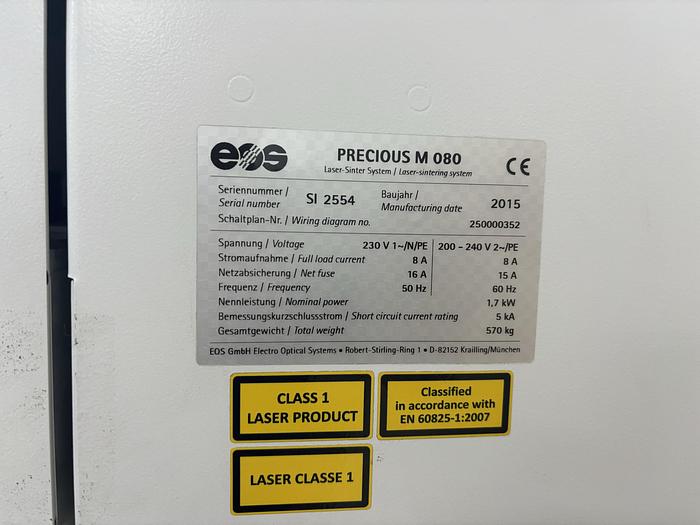 eos
PRECIOUS M 080
Laser-Sinter System / Laser-sintering system
CE
Seriennummer / Serial number SI 2554 Baujahr / Manufacturing date 2015
Schaltplan-Nr. / Wiring diagram no. 250000352
Spannung / Voltage 230 V 1~/N/PE 200 – 240 V 2~/PE
Stromaufnahme / Full load current 8 A 8 A
Netzabsicherung / Net fuse 16 A 15 A
Frequenz / Frequency 50 Hz 60 Hz
Nennleistung / Nominal power 1,7 kW
Bemessungskurzschlussstrom / Short circuit current rating 5 kA
Gesamtgewicht / Total weight 570 kg
EOS GmbH Electro Optical Systems • Robert-Stirling-Ring 1 • D-82152 Krailling/München
CLASS 1
LASER PRODUCT
Classified
in accordance with
EN 60825-1:2007
LASER CLASSE 1